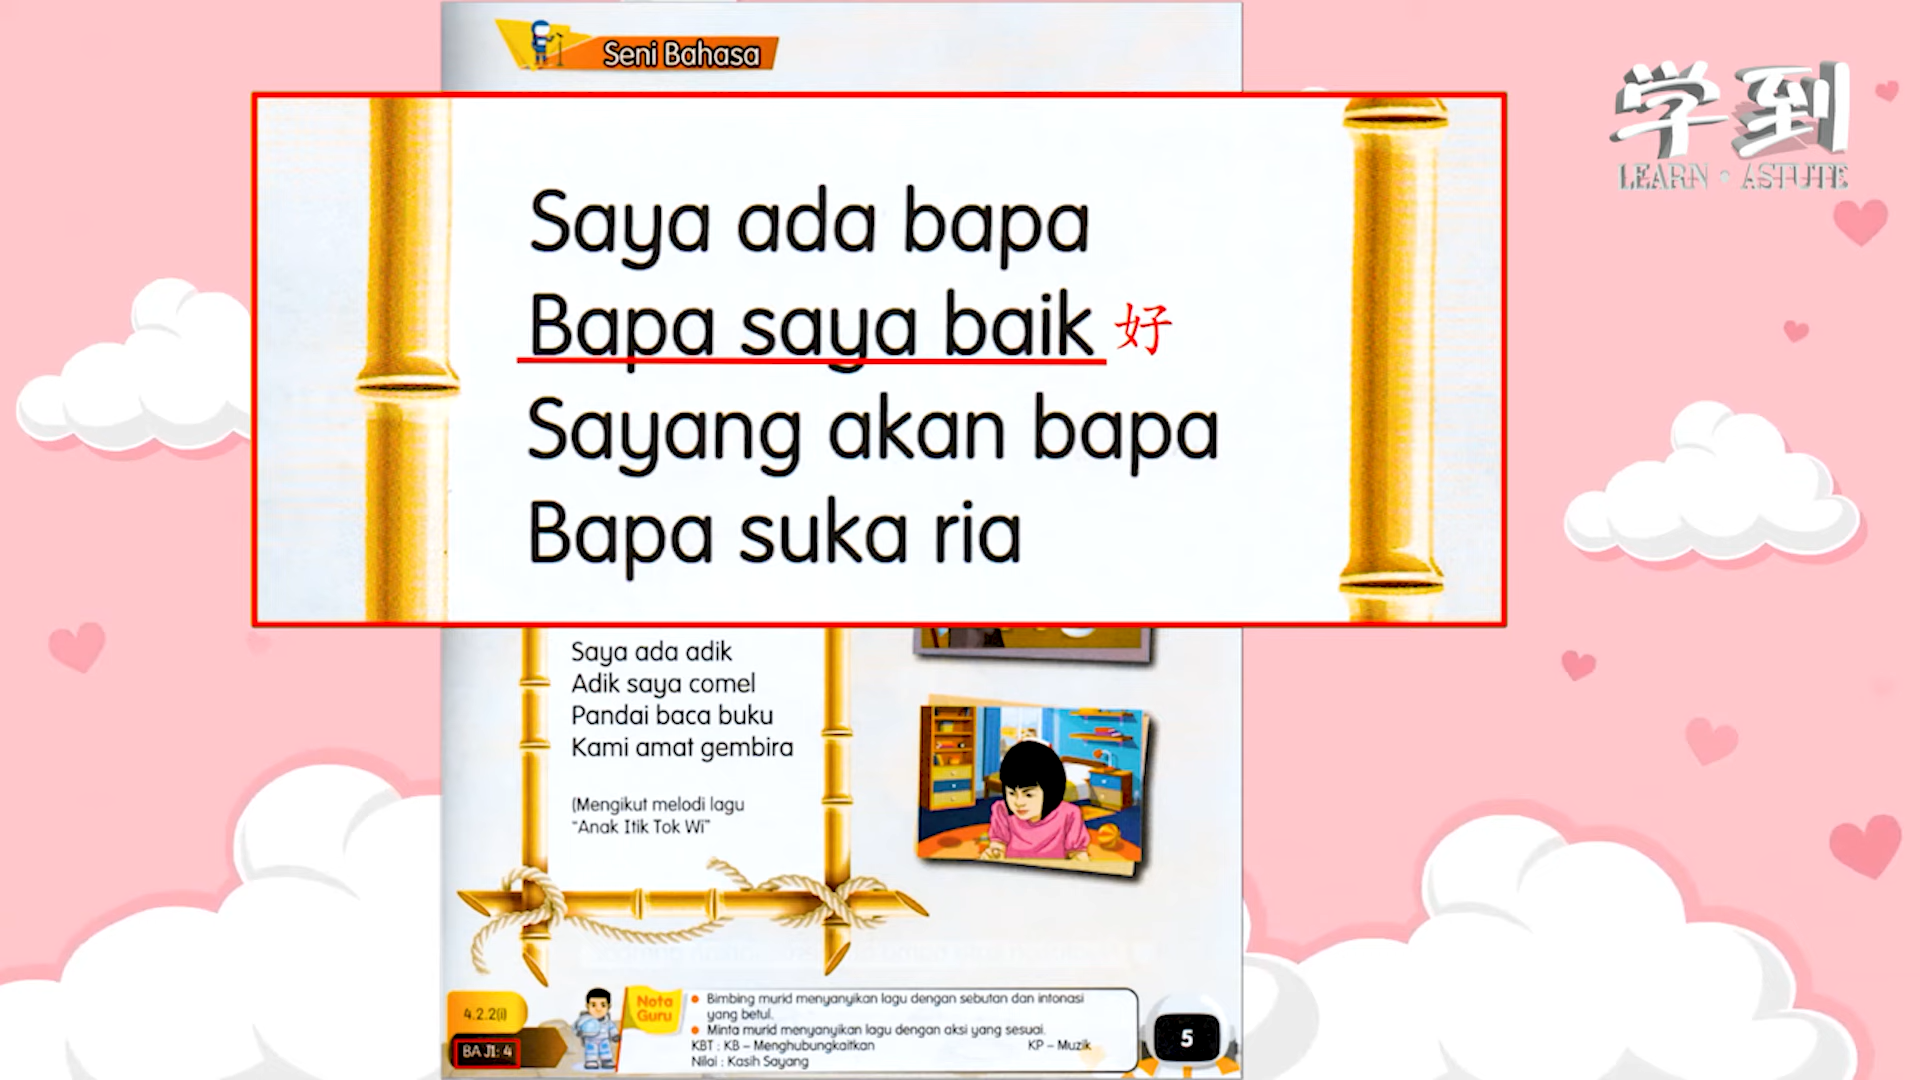 Seni Bahasa
学到
LEARN • ASTUTE
Saya ada bapa
Bapa saya baik 好
Sayang akan bapa
Bapa suka ria
Saya ada adik
Adik saya comel
Pandai baca buku
Kami amat gembira
(Mengikut melodi lagu
“Anak Itik Tok Wi”
4.2.2(i)
BA J1: 4
Nota
Guru
Bimbing murid menyanyikan lagu dengan sebutan dan intonasi
yang betul.
Minta murid menyanyikan lagu dengan aksi yang sesuai.
KBT : KB – Menghubungkaitkan KP – Muzik
Nilai : Kasih Sayang
5